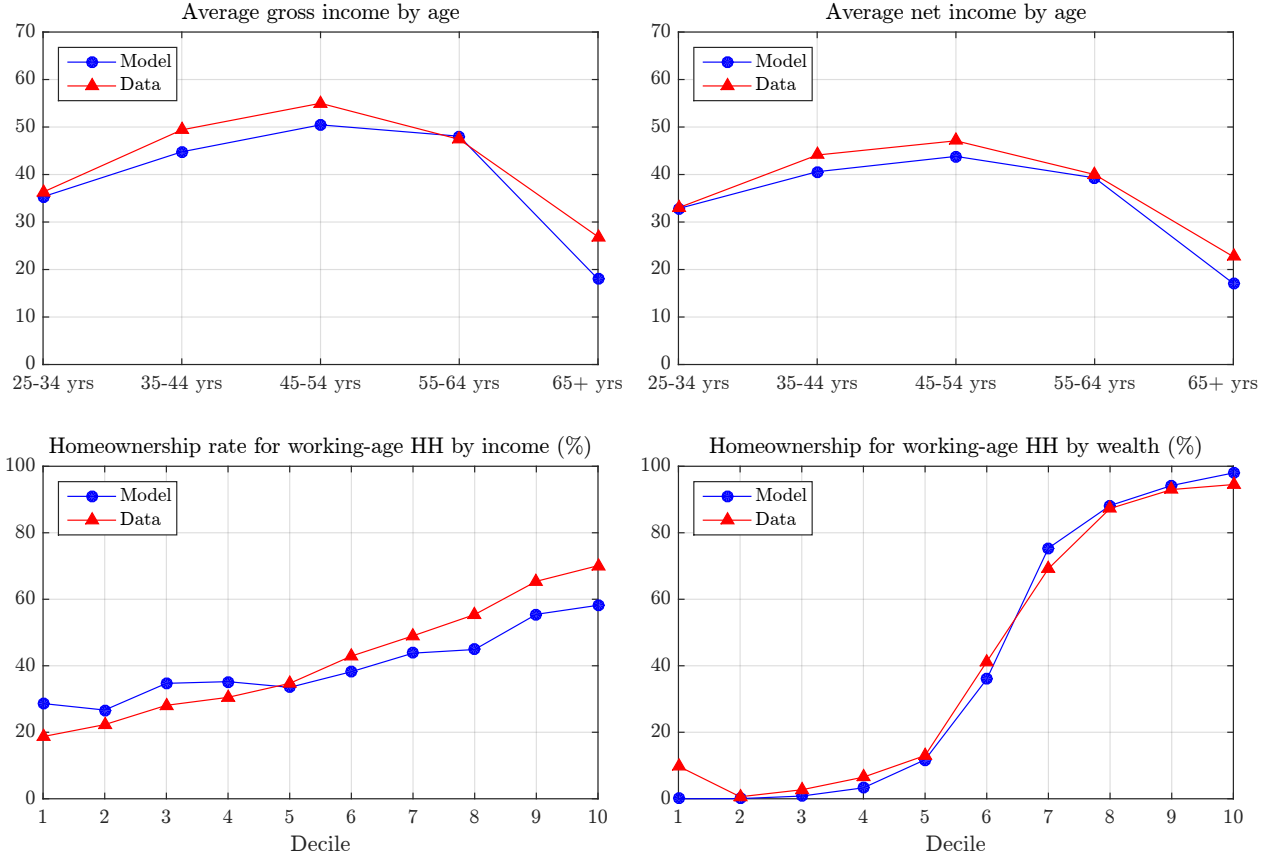 Average gross income by age
70
60
50
40
30
20
10
0
Model
Data
25-34 yrs 35-44 yrs 45-54 yrs 55-64 yrs 65+ yrs
Average net income by age
70
60
50
40
30
20
10
0
Model
Data
25-34 yrs 35-44 yrs 45-54 yrs 55-64 yrs 65+ yrs
Homeownership rate for working-age HH by income (%)
100
80
60
40
20
0
Model
Data
1 2 3 4 5 6 7 8 9 10
Decile
Homeownership for working-age HH by wealth (%)
100
80
60
40
20
0
Model
Data
1 2 3 4 5 6 7 8 9 10
Decile